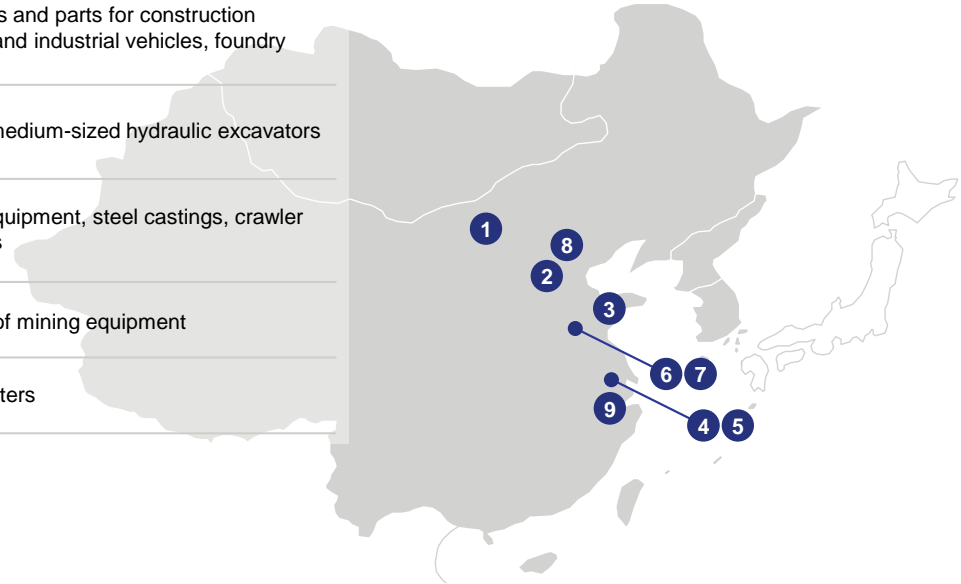 s and parts for construction
and industrial vehicles, foundry
medium-sized hydraulic excavators
quipment, steel castings, crawler
s
of mining equipment
ters
1
8
2
3
6 7
9
4 5